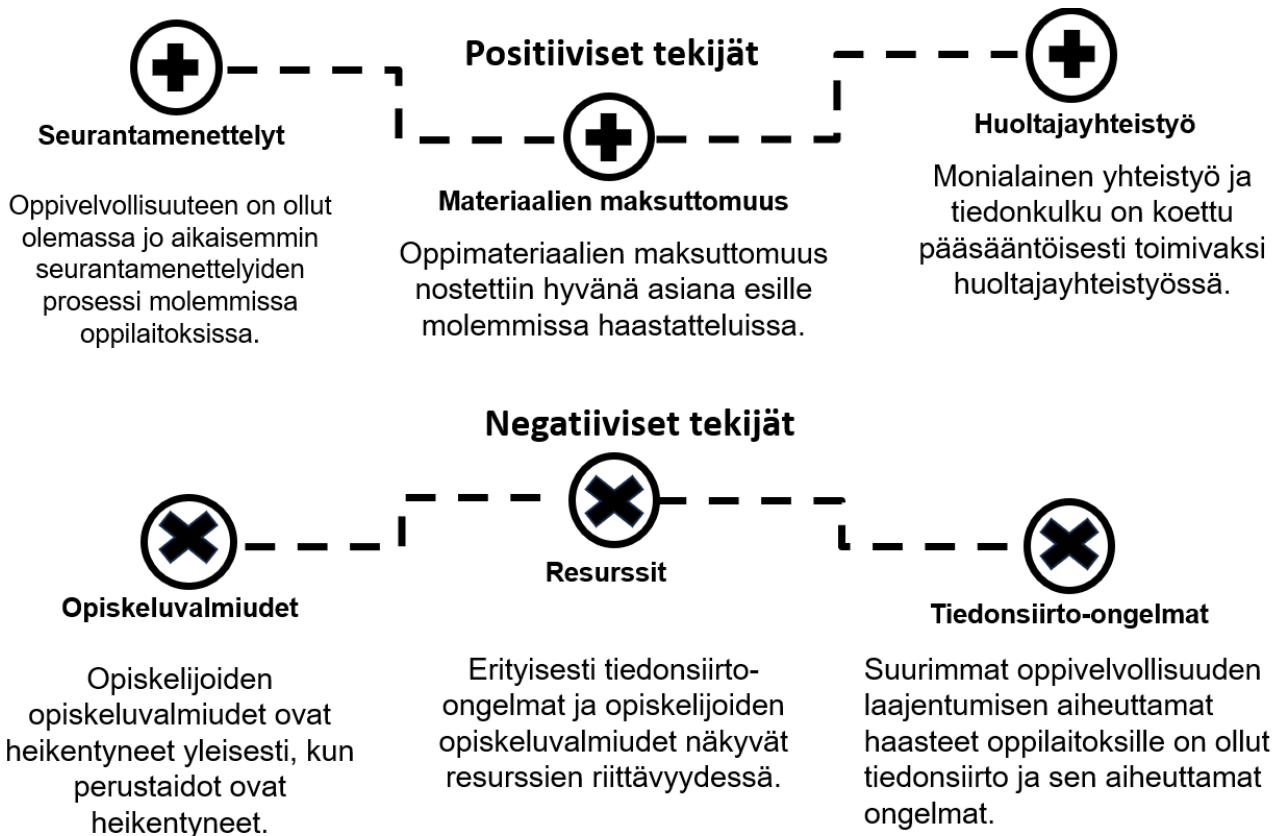 Positiiviset tekijät
Seurantamenettelyt
Oppivelvollisuuteen on ollut
olemassa jo aikaisemmin
seurantamenettelyiden
prosessi molemmissa
oppilaitoksissa.
Materiaalien maksuttomuus
Oppimateriaalien maksuttomuus
nostettiin hyvänä asiana esille
molemmissa haastatteluissa.
Huoltajayhteistyö
Monialainen yhteistyö ja
tiedonkulku on koettu
pääsääntöisesti toimivaksi
huoltajayhteistyössä.
Negatiiviset tekijät
Opiskeluvalmiudet
Opiskelijoiden
opiskeluvalmiudet ovat
heikentyneet yleisesti, kun
perustaidot ovat
heikentyneet.
Resurssit
Erityisesti tiedonsiirto-
ongelmat ja opiskelijoiden
opiskeluvalmiudet näkyvät
resurssien riittävyydessä.
Tiedonsiirto-ongelmat
Suurimmat oppivelvollisuuden
laajentumisen aiheuttamat
haasteet oppilaitoksille on ollut
tiedonsiirto ja sen aiheuttamat
ongelmat.